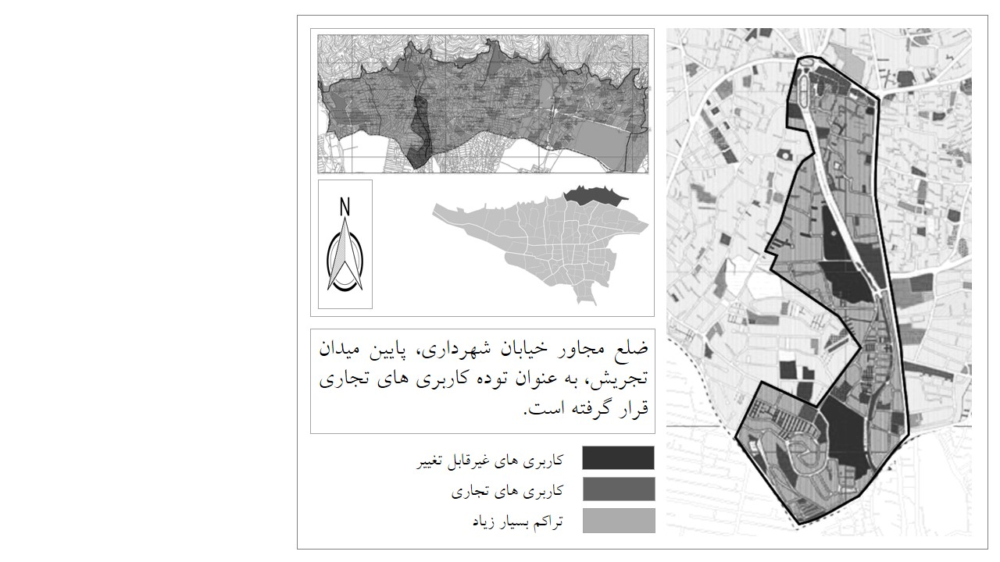 N
ضلع مجاور خیابان شهرداری، پایین میدان
تجریش، به عنوان توده کاربری های تجاری
قرار گرفته است.
کاربری های غیرقابل تغییر
کاربری های تجاری
تراکم بسیار زیاد